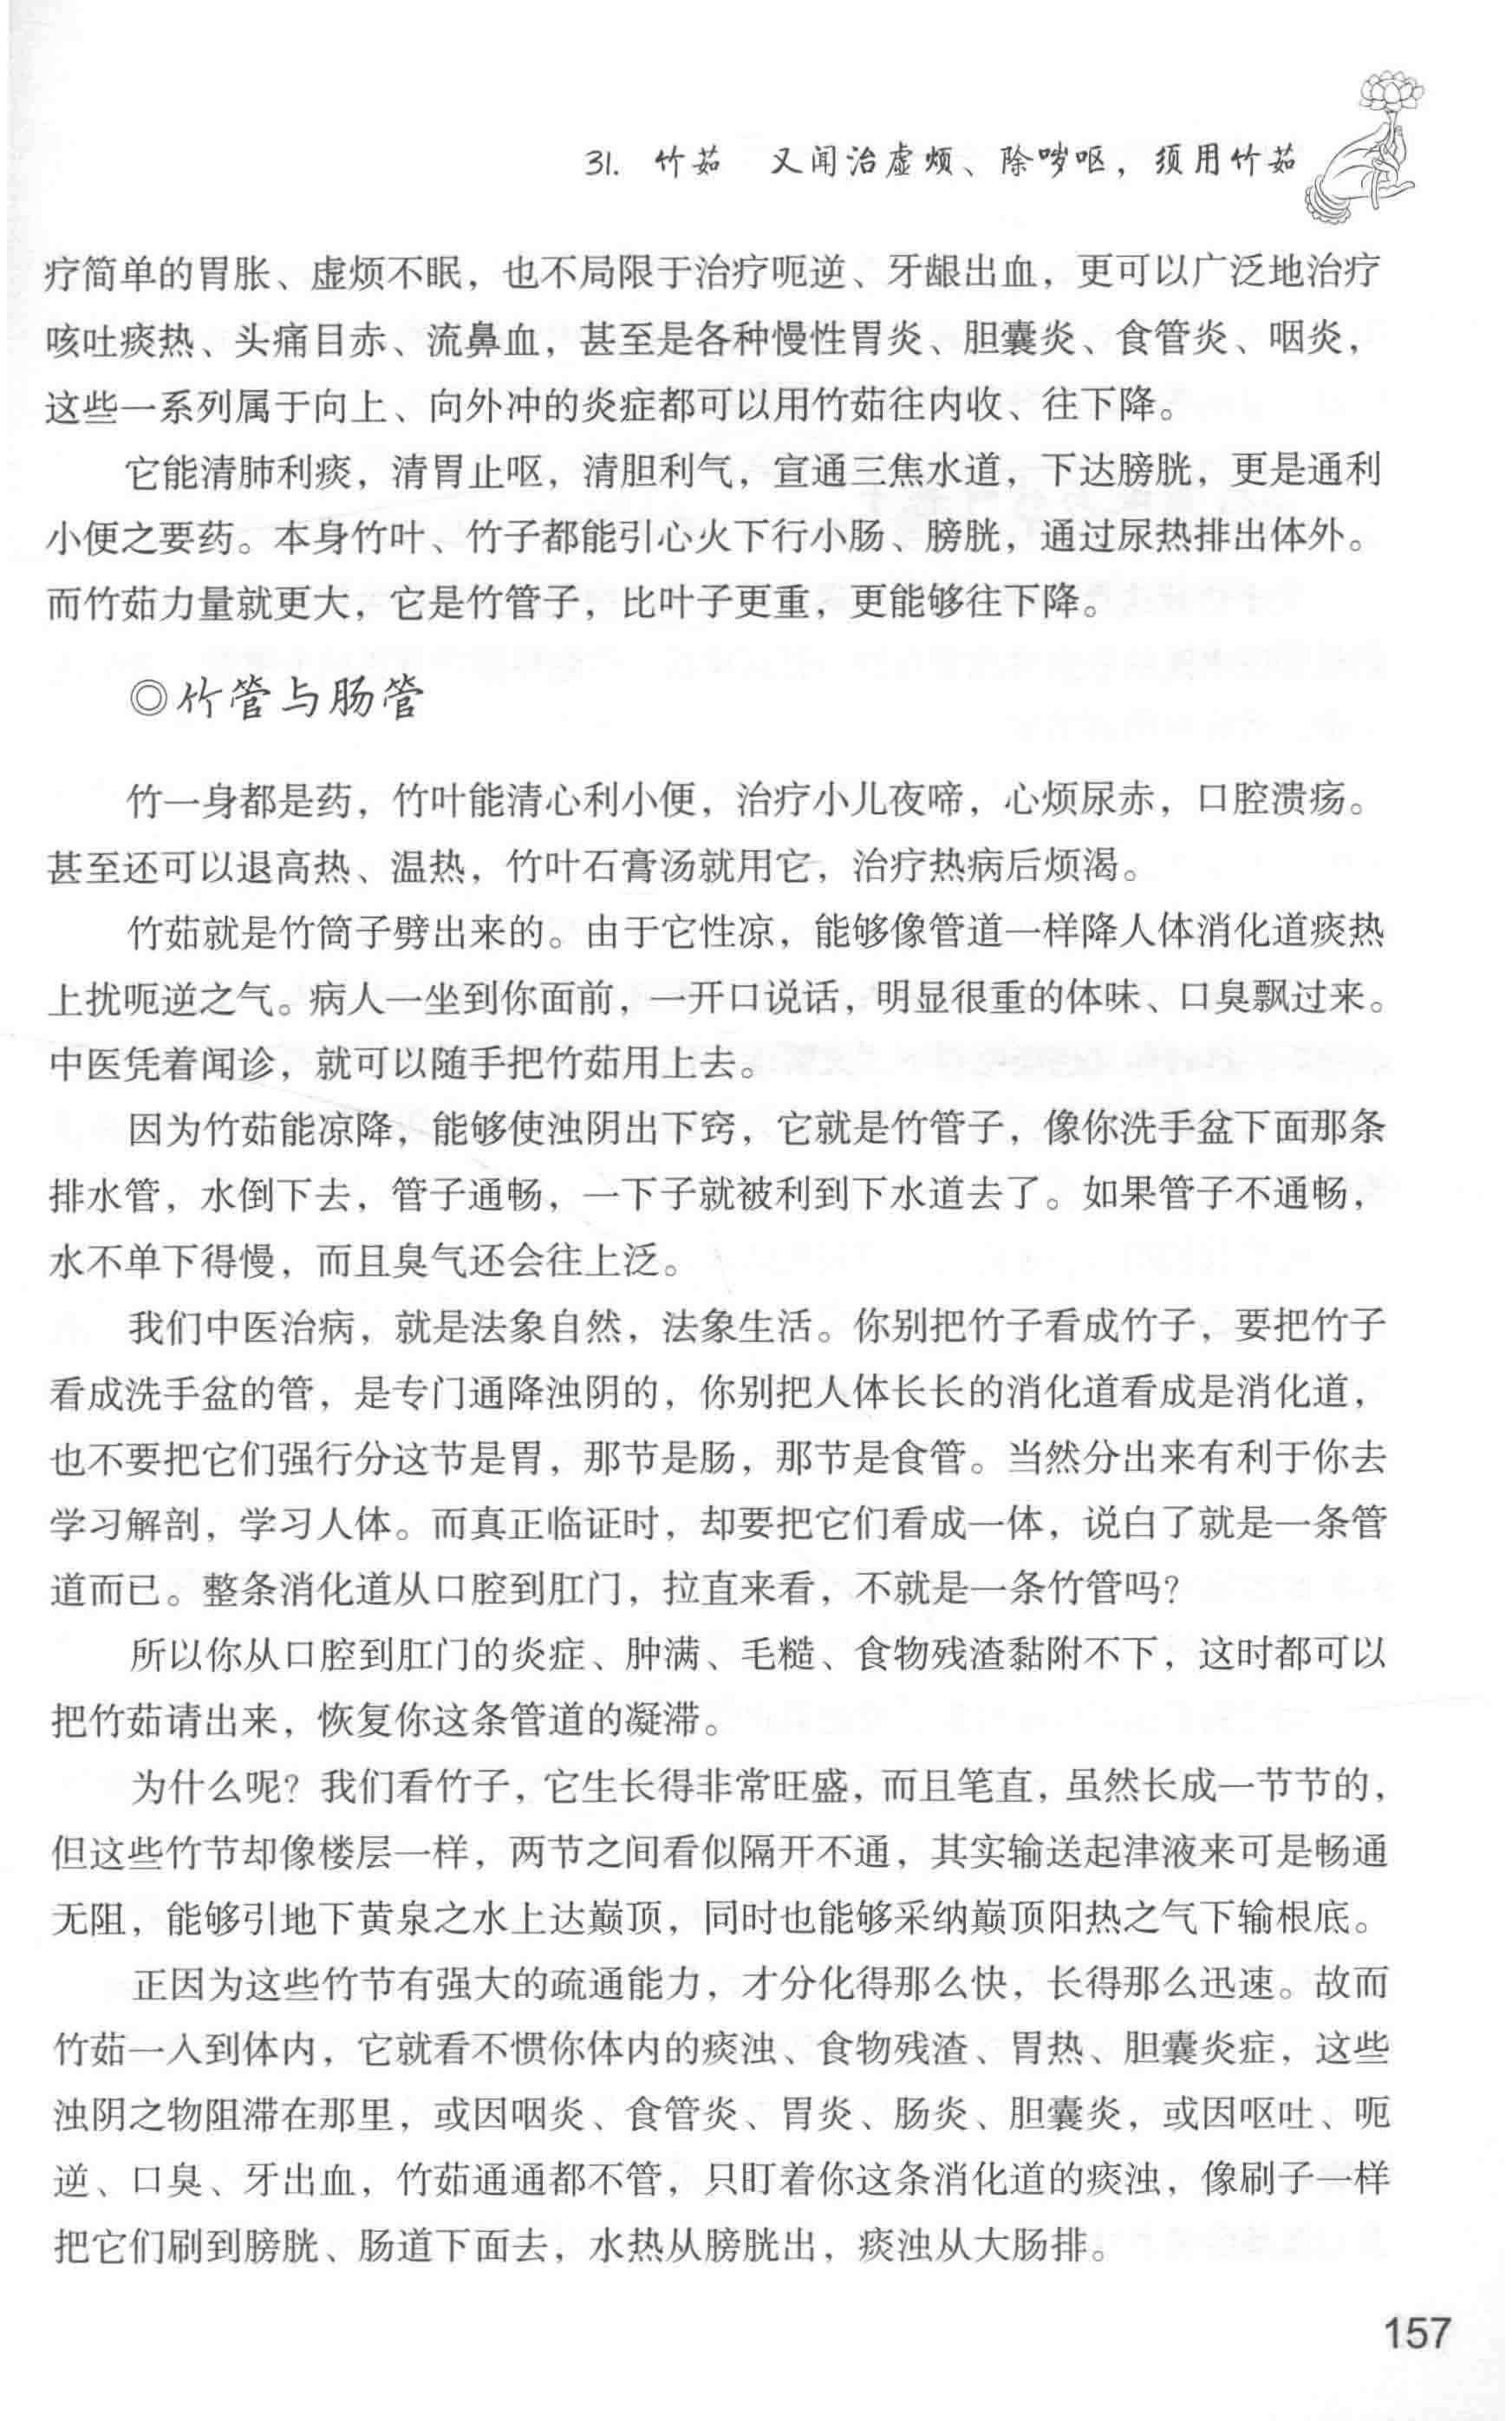 31. 竹茹　又闻治虚烦、除哕呕，须用竹茹
疗简单的胃胀、虚烦不眠，也不局限于治疗呃逆、牙龈出血，更可以广泛地治疗
咳吐痰热、头痛目赤、流鼻血，甚至是各种慢性胃炎、胆囊炎、食管炎、咽炎，
这些一系列属于向上、向外冲的炎症都可以用竹茹往内收、往下降。
它能清肺利痰，清胃止呕，清胆利气，宣通三焦水道，下达膀胱，更是通利
小便之要药。本身竹叶、竹子都能引心火下行小肠、膀胱，通过尿热排出体外。
而竹茹力量就更大，它是竹管子，比叶子更重，更能够往下降。
◎竹管与肠管
竹一身都是药，竹叶能清心利小便，治疗小儿夜啼，心烦尿赤，口腔溃疡。
甚至还可以退高热、温热，竹叶石膏汤就用它，治疗热病后烦渴。
竹茹就是竹筒子劈出来的。由于它性凉，能够像管道一样降人体消化道痰热
上扰呃逆之气。病人一坐到你面前，一开口说话，明显很重的体味、口臭飘过来。
中医凭着闻诊，就可以随手把竹茹用上去。
因为竹茹能凉降，能够使浊阴出下窍，它就是竹管子，像你洗手盆下面那条
排水管，水倒下去，管子通畅，一下子就被利到下水道去了。如果管子不通畅，
水不单下得慢，而且臭气还会往上泛。
我们中医治病，就是法象自然，法象生活。你别把竹子看成竹子，要把竹子
看成洗手盆的管，是专门通降浊阴的，你别把人体长长的消化道看成是消化道，
也不要把它们强行分这节是胃，那节是肠，那节是食管。当然分出来有利于你去
学习解剖，学习人体。而真正临证时，却要把它们看成一体，说白了就是一条管
道而已。整条消化道从口腔到肛门，拉直来看，不就是一条竹管吗？
所以你从口腔到肛门的炎症、肿满、毛糙、食物残渣黏附不下，这时都可以
把竹茹请出来，恢复你这条管道的凝滞。
为什么呢？我们看竹子，它生长得非常旺盛，而且笔直，虽然长成一节节的，
但这些竹节却像楼层一样，两节之间看似隔开不通，其实输送起津液来可是畅通
无阻，能够引地下黄泉之水上达巅顶，同时也能够采纳巅顶阳热之气下输根底。
正因为这些竹节有强大的疏通能力，才分化得那么快，长得那么迅速。故而
竹茹一入到体内，它就看不惯你体内的痰浊、食物残渣、胃热、胆囊炎症，这些
浊阴之物阻滞在那里，或因咽炎、食管炎、胃炎、肠炎、胆囊炎，或因呕吐、呃
逆、口臭、牙出血，竹茹通通都不管，只盯着你这条消化道的痰浊，像刷子一样
把它们刷到膀胱、肠道下面去，水热从膀胱出，痰浊从大肠排。
157